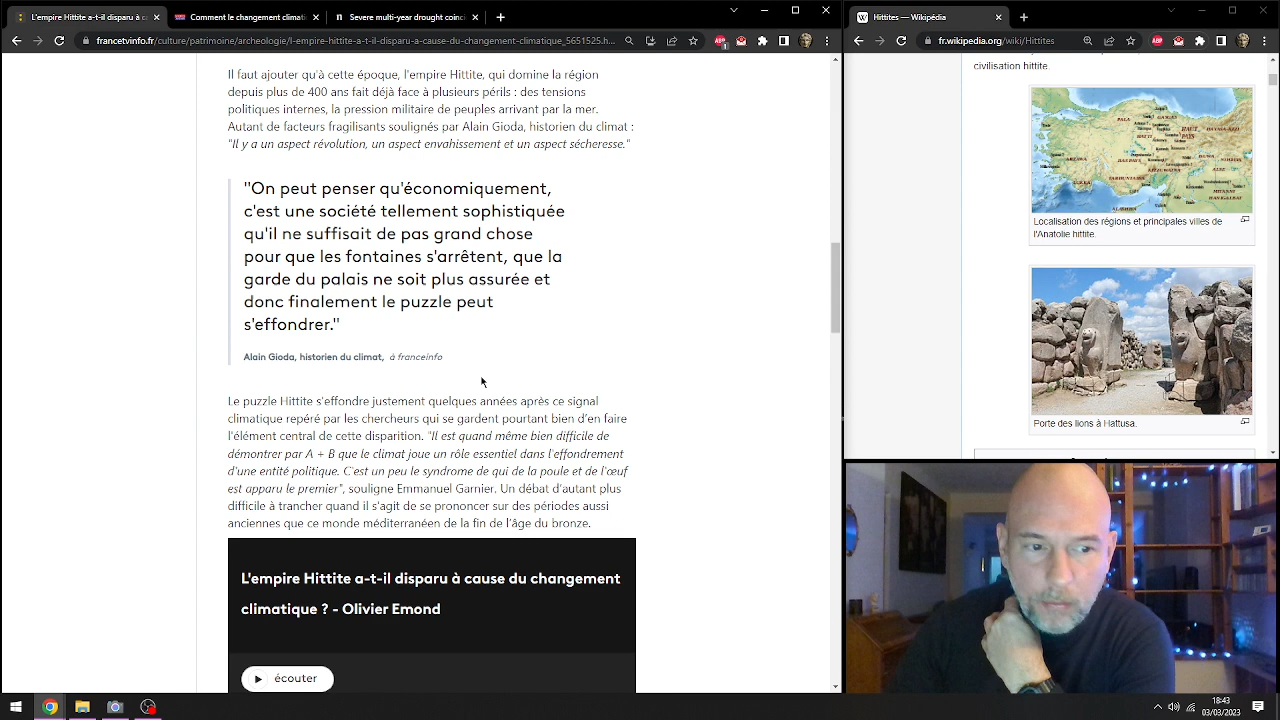 L'empire Hittite a-t-il disparu à c
Comment le changement climati
Severe multi-year drought coinci
Hittites — Wikipédia
francetvinfo.fr/culture/patrimoine/archeologie/l-empire-hittite-a-t-il-disparu-a-cause-du-changement-climatique_5651525.h...
fr.wikipedia.org/wiki/Hittites
Il faut ajouter qu'à cette époque, l'empire Hittite, qui domine la région
depuis plus de 400 ans fait déjà face à plusieurs périls : des tensions
politiques internes, la pression militaire de peuples arrivant par la mer.
Autant de facteurs fragilisants soulignés par Alain Gioda, historien du climat :
"Il y a un aspect révolution, un aspect envahissement et un aspect sécheresse."
"On peut penser qu'économiquement,
c'est une société tellement sophistiquée
qu'il ne suffisait de pas grand chose
pour que les fontaines s'arrêtent, que la
garde du palais ne soit plus assurée et
donc finalement le puzzle peut
s'effondrer."
Alain Gioda, historien du climat, à franceinfo
Le puzzle Hittite s'effondre justement quelques années après ce signal
climatique repéré par les chercheurs qui se gardent pourtant bien d'en faire
l'élément central de cette disparition. "Il est quand même bien difficile de
démontrer par A + B que le climat joue un rôle essentiel dans l'effondrement
d'une entité politique. C'est un peu le syndrome de qui de la poule et de l'œuf
est apparu le premier", souligne Emmanuel Garnier. Un débat d'autant plus
difficile à trancher quand il s'agit de se prononcer sur des périodes aussi
anciennes que ce monde méditerranéen de la fin de l'âge du bronze.
L'empire Hittite a-t-il disparu à cause du changement
climatique ? - Olivier Emond
écouter
civilisation hittite.
PALA
HATTI
HAUT
PAYS
ARZAWA
Localisation des régions et principales villes de
l'Anatolie hittite.
Porte des lions à Hattusa.
18:43
03/03/2023